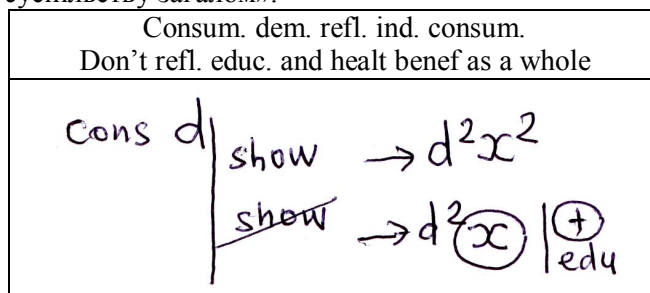 Consum. dem. refl. ind. consum.
Don't refl. educ. and healt benef as a whole
cons d show → d²x²
show → d²x | +
edu